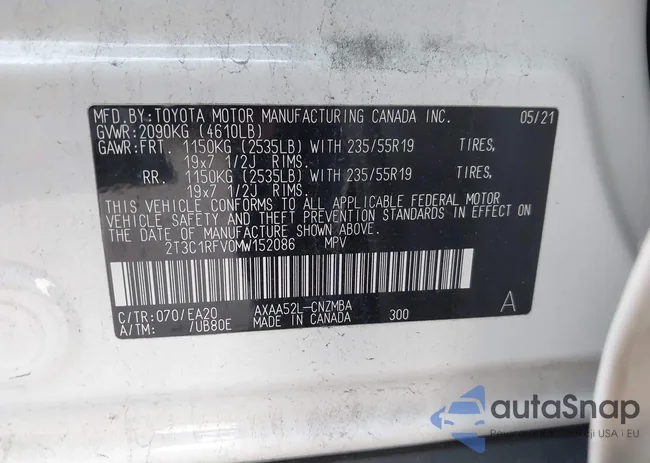 MFD.BY:TOYOTA MOTOR MANUFACTURING CANADA INC. 05/21
GVWR:2090KG (4610LB)
GAWR:FRT. 1150KG (2535LB) WITH 235/55R19 TIRES,
19x7 1/2J RIMS.
RR. 1150KG (2535LB) WITH 235/55R19 TIRES,
19x7 1/2J RIMS.
THIS VEHICLE CONFORMS TO ALL APPLICABLE FEDERAL MOTOR
VEHICLE SAFETY AND THEFT PREVENTION STANDARDS IN EFFECT ON
THE DATE OF MANUFACTURE SHOWN ABOVE.
2T3C1RFV0MW152086 MPV
C/TR:070/EA20 AXAA52L-CNZMBA A
A/TM: /UB80E MADE IN CANADA 300
autoSnap
USA - EU